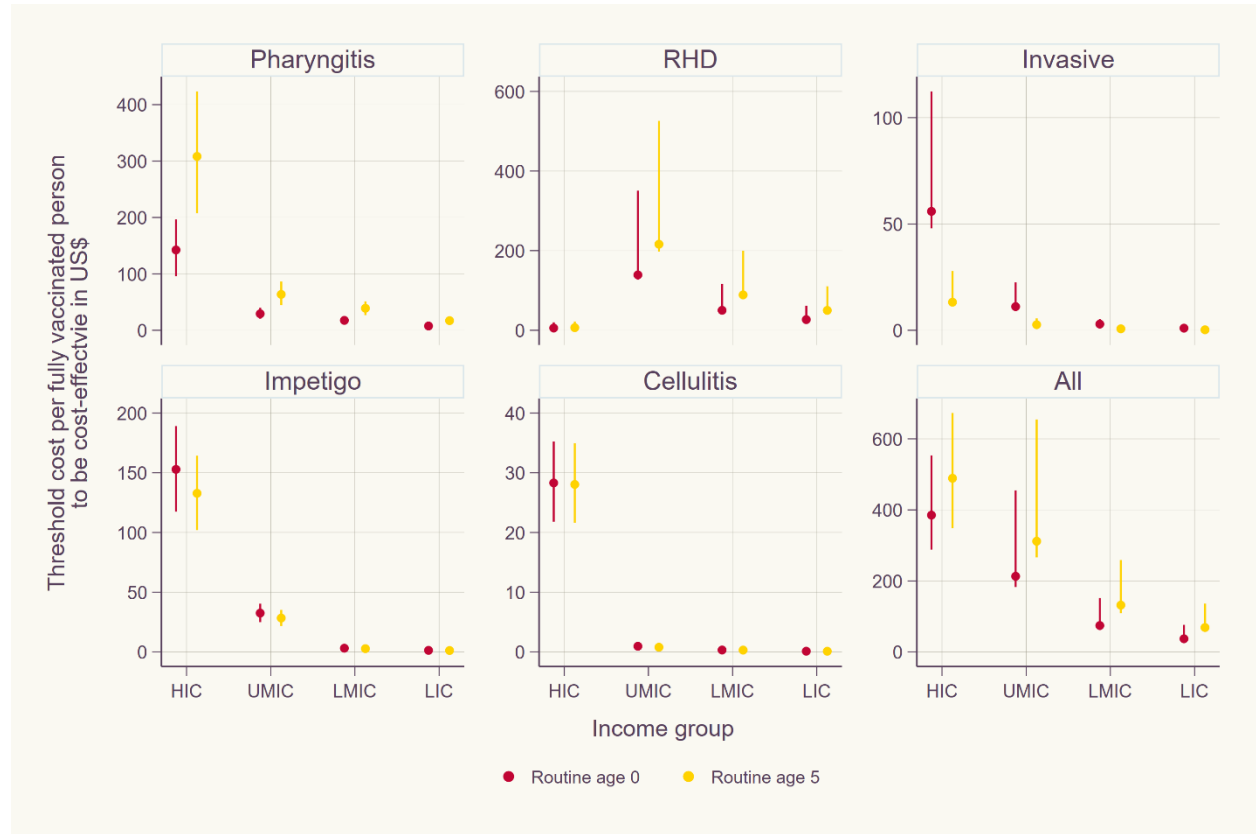 Threshold cost per fully vaccinated person
to be cost-effectvie in US$
Pharyngitis
400
300
200
100
0
RHD
600
400
200
0
Invasive
100
50
0
Impetigo
200
150
100
50
0
HIC UMIC LMIC LIC
Cellulitis
40
30
20
10
0
HIC UMIC LMIC LIC
All
600
400
200
0
HIC UMIC LMIC LIC
Income group
Routine age 0 Routine age 5